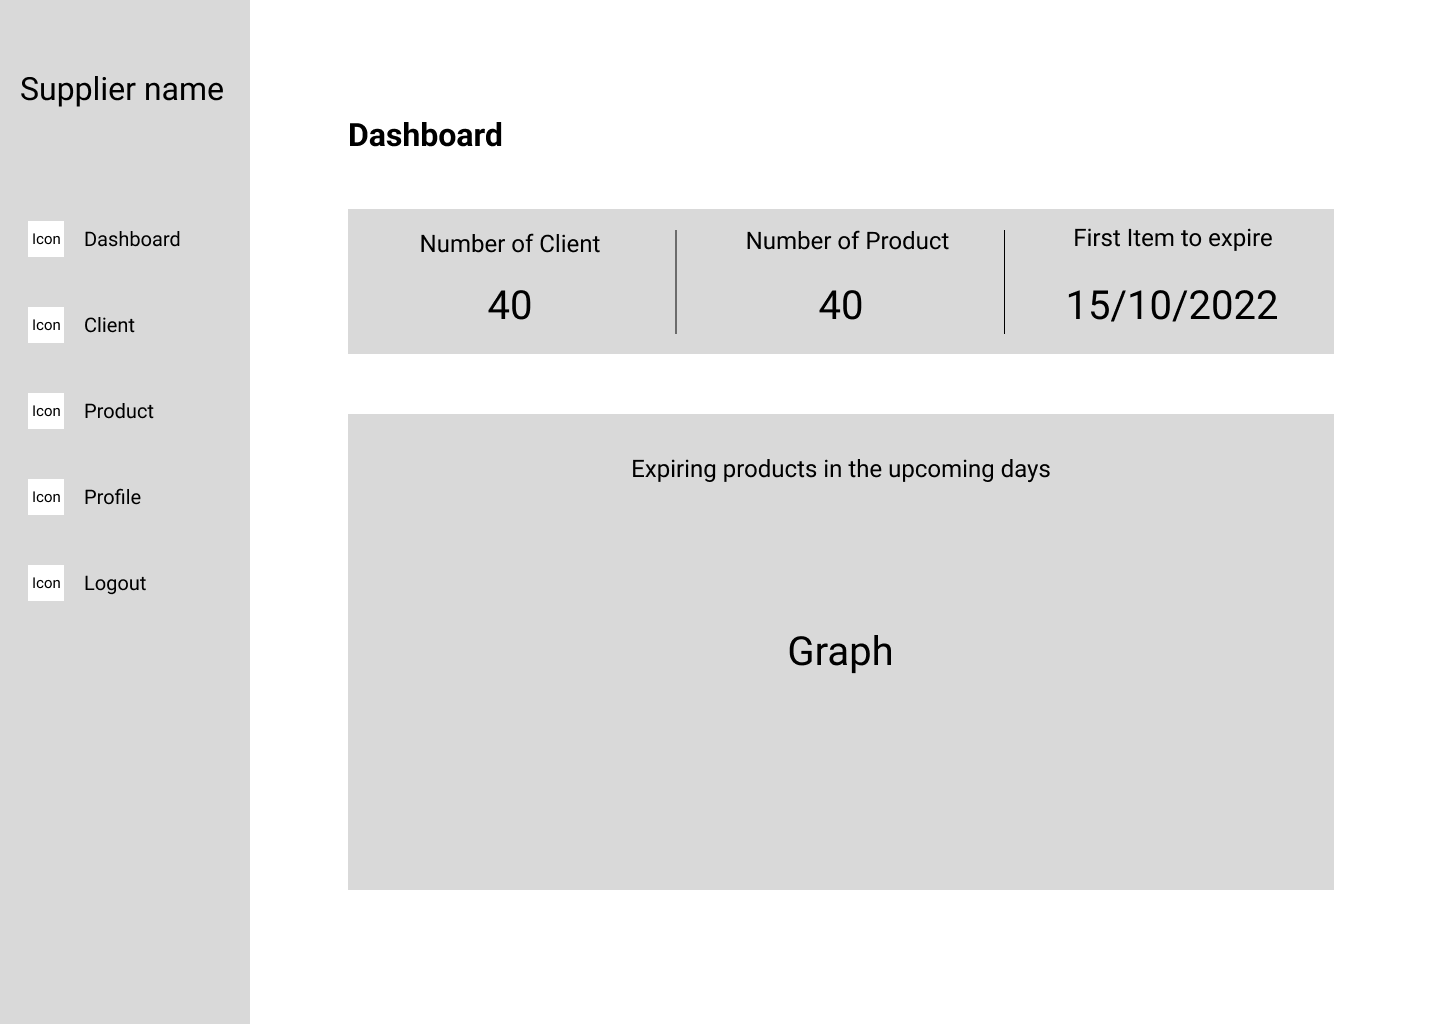 Supplier name
Icon Dashboard
Icon Client
Icon Product
Icon Profile
Icon Logout
Dashboard
Number of Client
40
Number of Product
40
First Item to expire
15/10/2022
Expiring products in the upcoming days
Graph